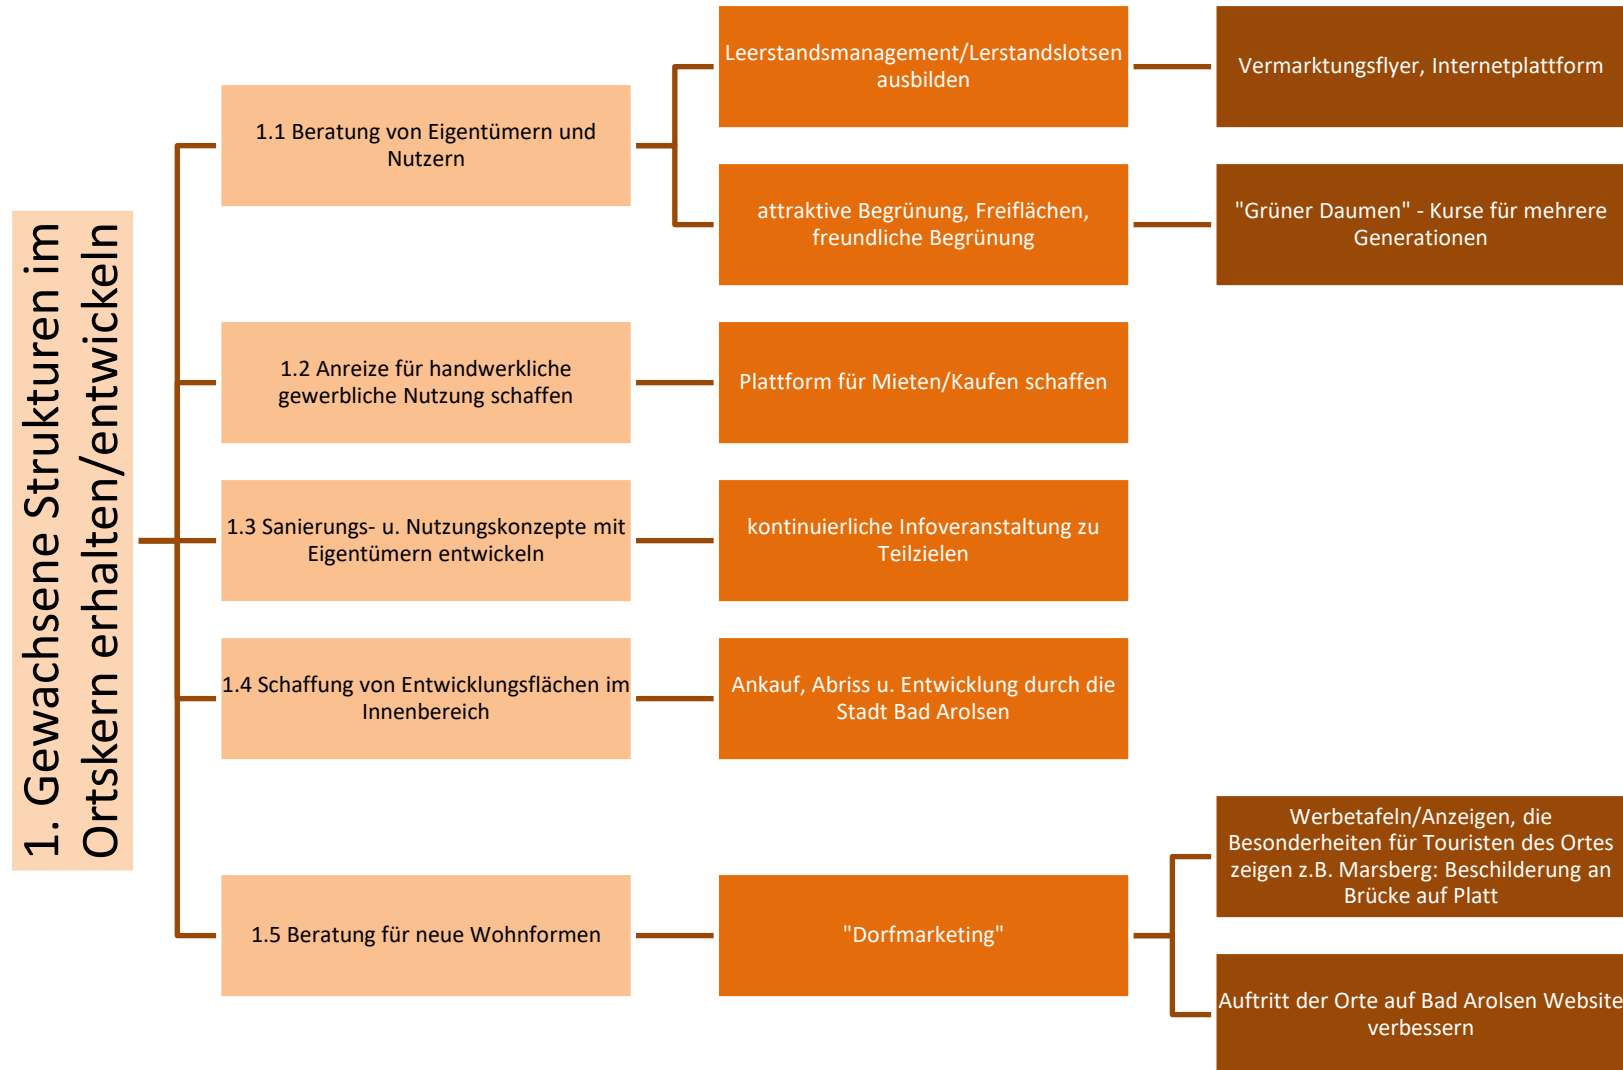 1. Gewachsene Strukturen im
Ortskern erhalten/entwickeln
1.1 Beratung von Eigentümern und
Nutzern
Leerstandsmanagement/Lerstandslotsen
ausbilden
Vermarktungsflyer, Internetplattform
attraktive Begrünung, Freiflächen,
freundliche Begrünung
"Grüner Daumen" - Kurse für mehrere
Generationen
1.2 Anreize für handwerkliche
gewerbliche Nutzung schaffen
Plattform für Mieten/Kaufen schaffen
1.3 Sanierungs- u. Nutzungskonzepte mit
Eigentümern entwickeln
kontinuierliche Infoveranstaltung zu
Teilzielen
1.4 Schaffung von Entwicklungsflächen im
Innenbereich
Ankauf, Abriss u. Entwicklung durch die
Stadt Bad Arolsen
1.5 Beratung für neue Wohnformen
"Dorfmarketing"
Werbetafeln/Anzeigen, die
Besonderheiten für Touristen des Ortes
zeigen z.B. Marsberg: Beschilderung an
Brücke auf Platt
Auftritt der Orte auf Bad Arolsen Website
verbessern